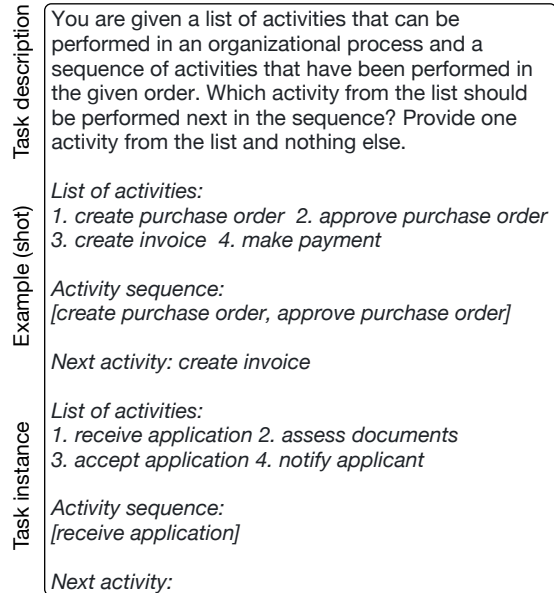 Task description
You are given a list of activities that can be
performed in an organizational process and a
sequence of activities that have been performed in
the given order. Which activity from the list should
be performed next in the sequence? Provide one
activity from the list and nothing else.
Example (shot)
List of activities:
1. create purchase order 2. approve purchase order
3. create invoice 4. make payment
Activity sequence:
[create purchase order, approve purchase order]
Next activity: create invoice
Task instance
List of activities:
1. receive application 2. assess documents
3. accept application 4. notify applicant
Activity sequence:
[receive application]
Next activity: